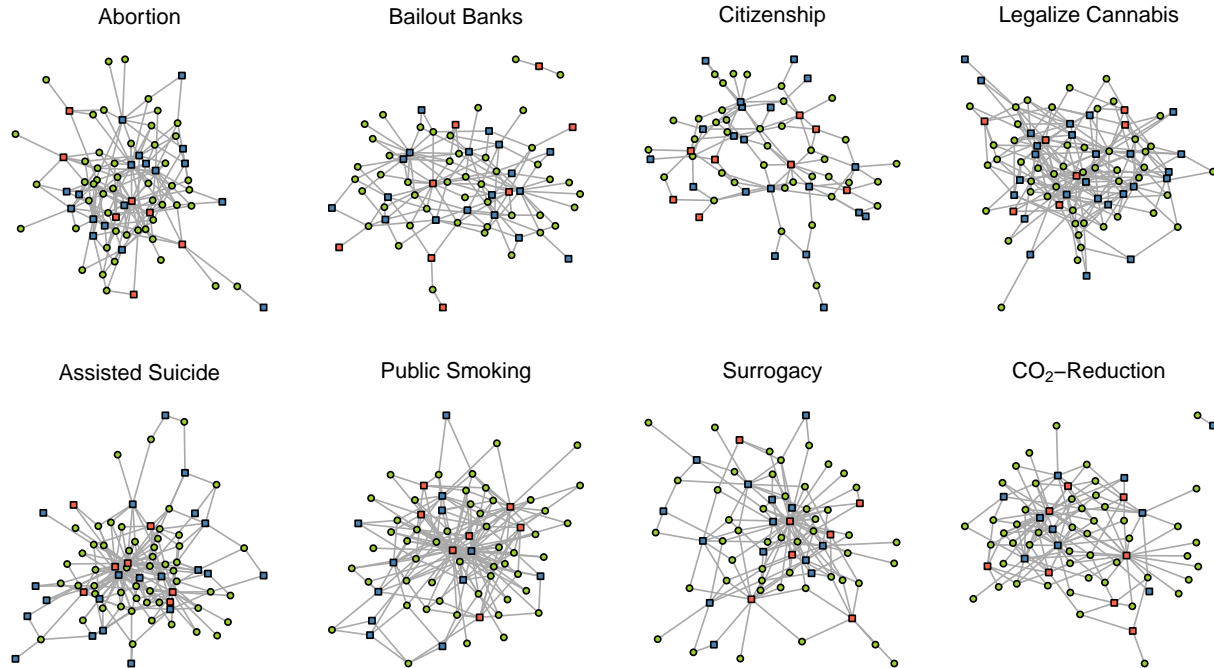 Abortion
Bailout Banks
Citizenship
Legalize Cannabis
Assisted Suicide
Public Smoking
Surrogacy
CO₂−Reduction